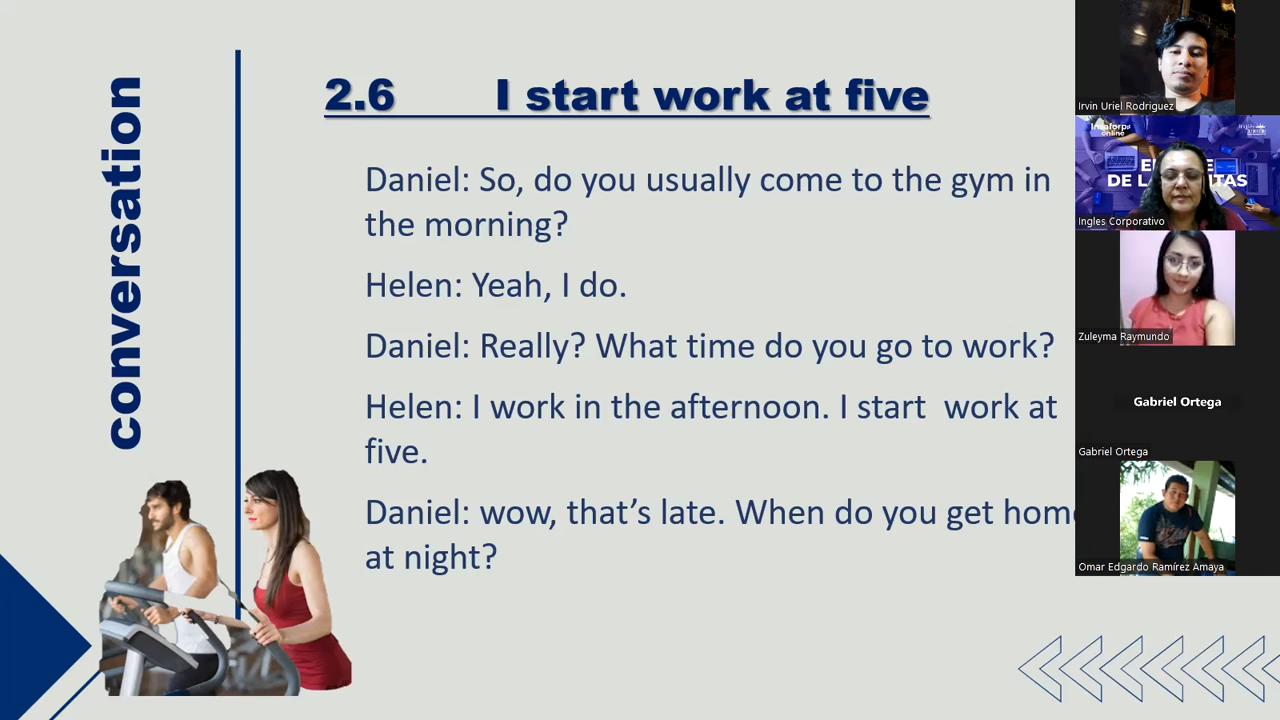 conversation
2.6 I start work at five
Daniel: So, do you usually come to the gym in
the morning?
Helen: Yeah, I do.
Daniel: Really? What time do you go to work?
Helen: I work in the afternoon. I start  work at
five.
Daniel: wow, that's late. When do you get hom
at night?
Irvin Uriel Rodriguez
DE LA
Ingles Corporativo
Zuleyma Raymundo
Gabriel Ortega
Gabriel Ortega
Omar Edgardo Ramírez Amaya